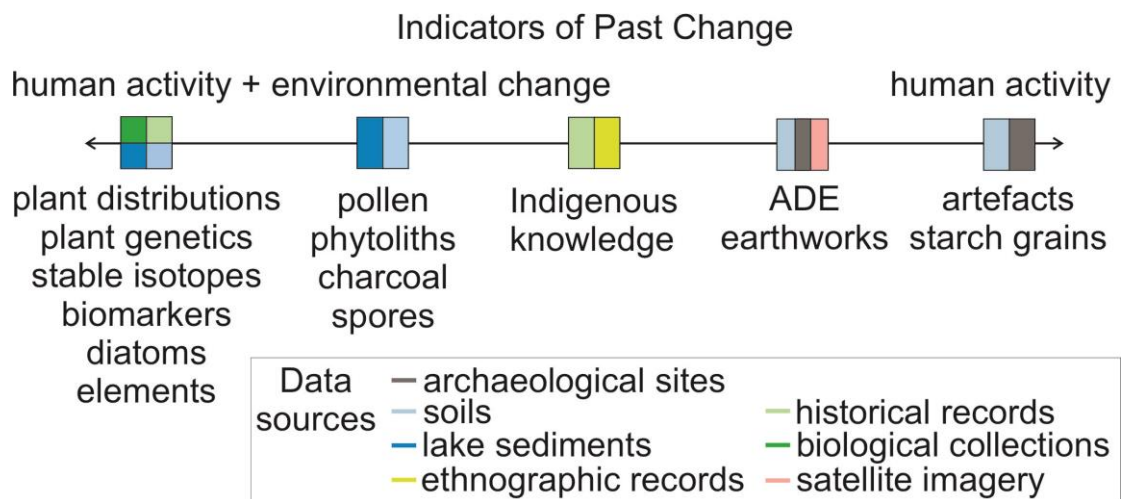 Indicators of Past Change
human activity + environmental change
human activity
plant distributions
plant genetics
stable isotopes
biomarkers
diatoms
elements
pollen
phytoliths
charcoal
spores
Indigenous
knowledge
ADE
earthworks
artefacts
starch grains
Data
sources
archaeological sites
soils
lake sediments
ethnographic records
historical records
biological collections
satellite imagery